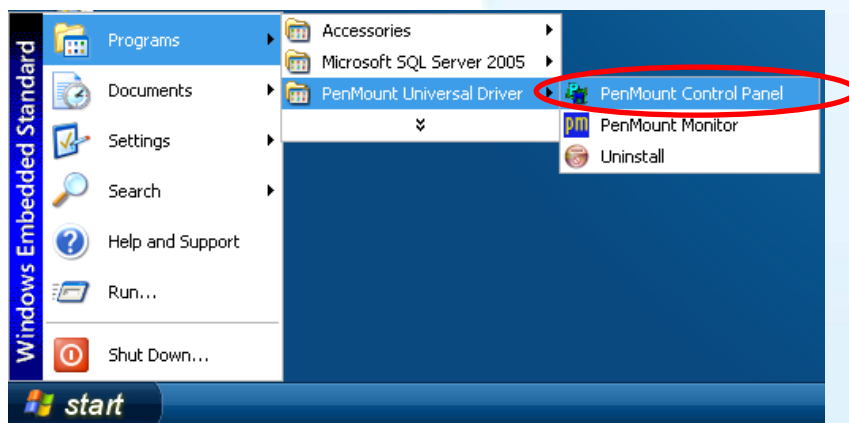 Windows Embedded Standard
Programs
Documents
Settings
Search
Help and Support
Run...
Shut Down...
Accessories
Microsoft SQL Server 2005
PenMount Universal Driver
PenMount Control Panel
pm PenMount Monitor
Uninstall
start